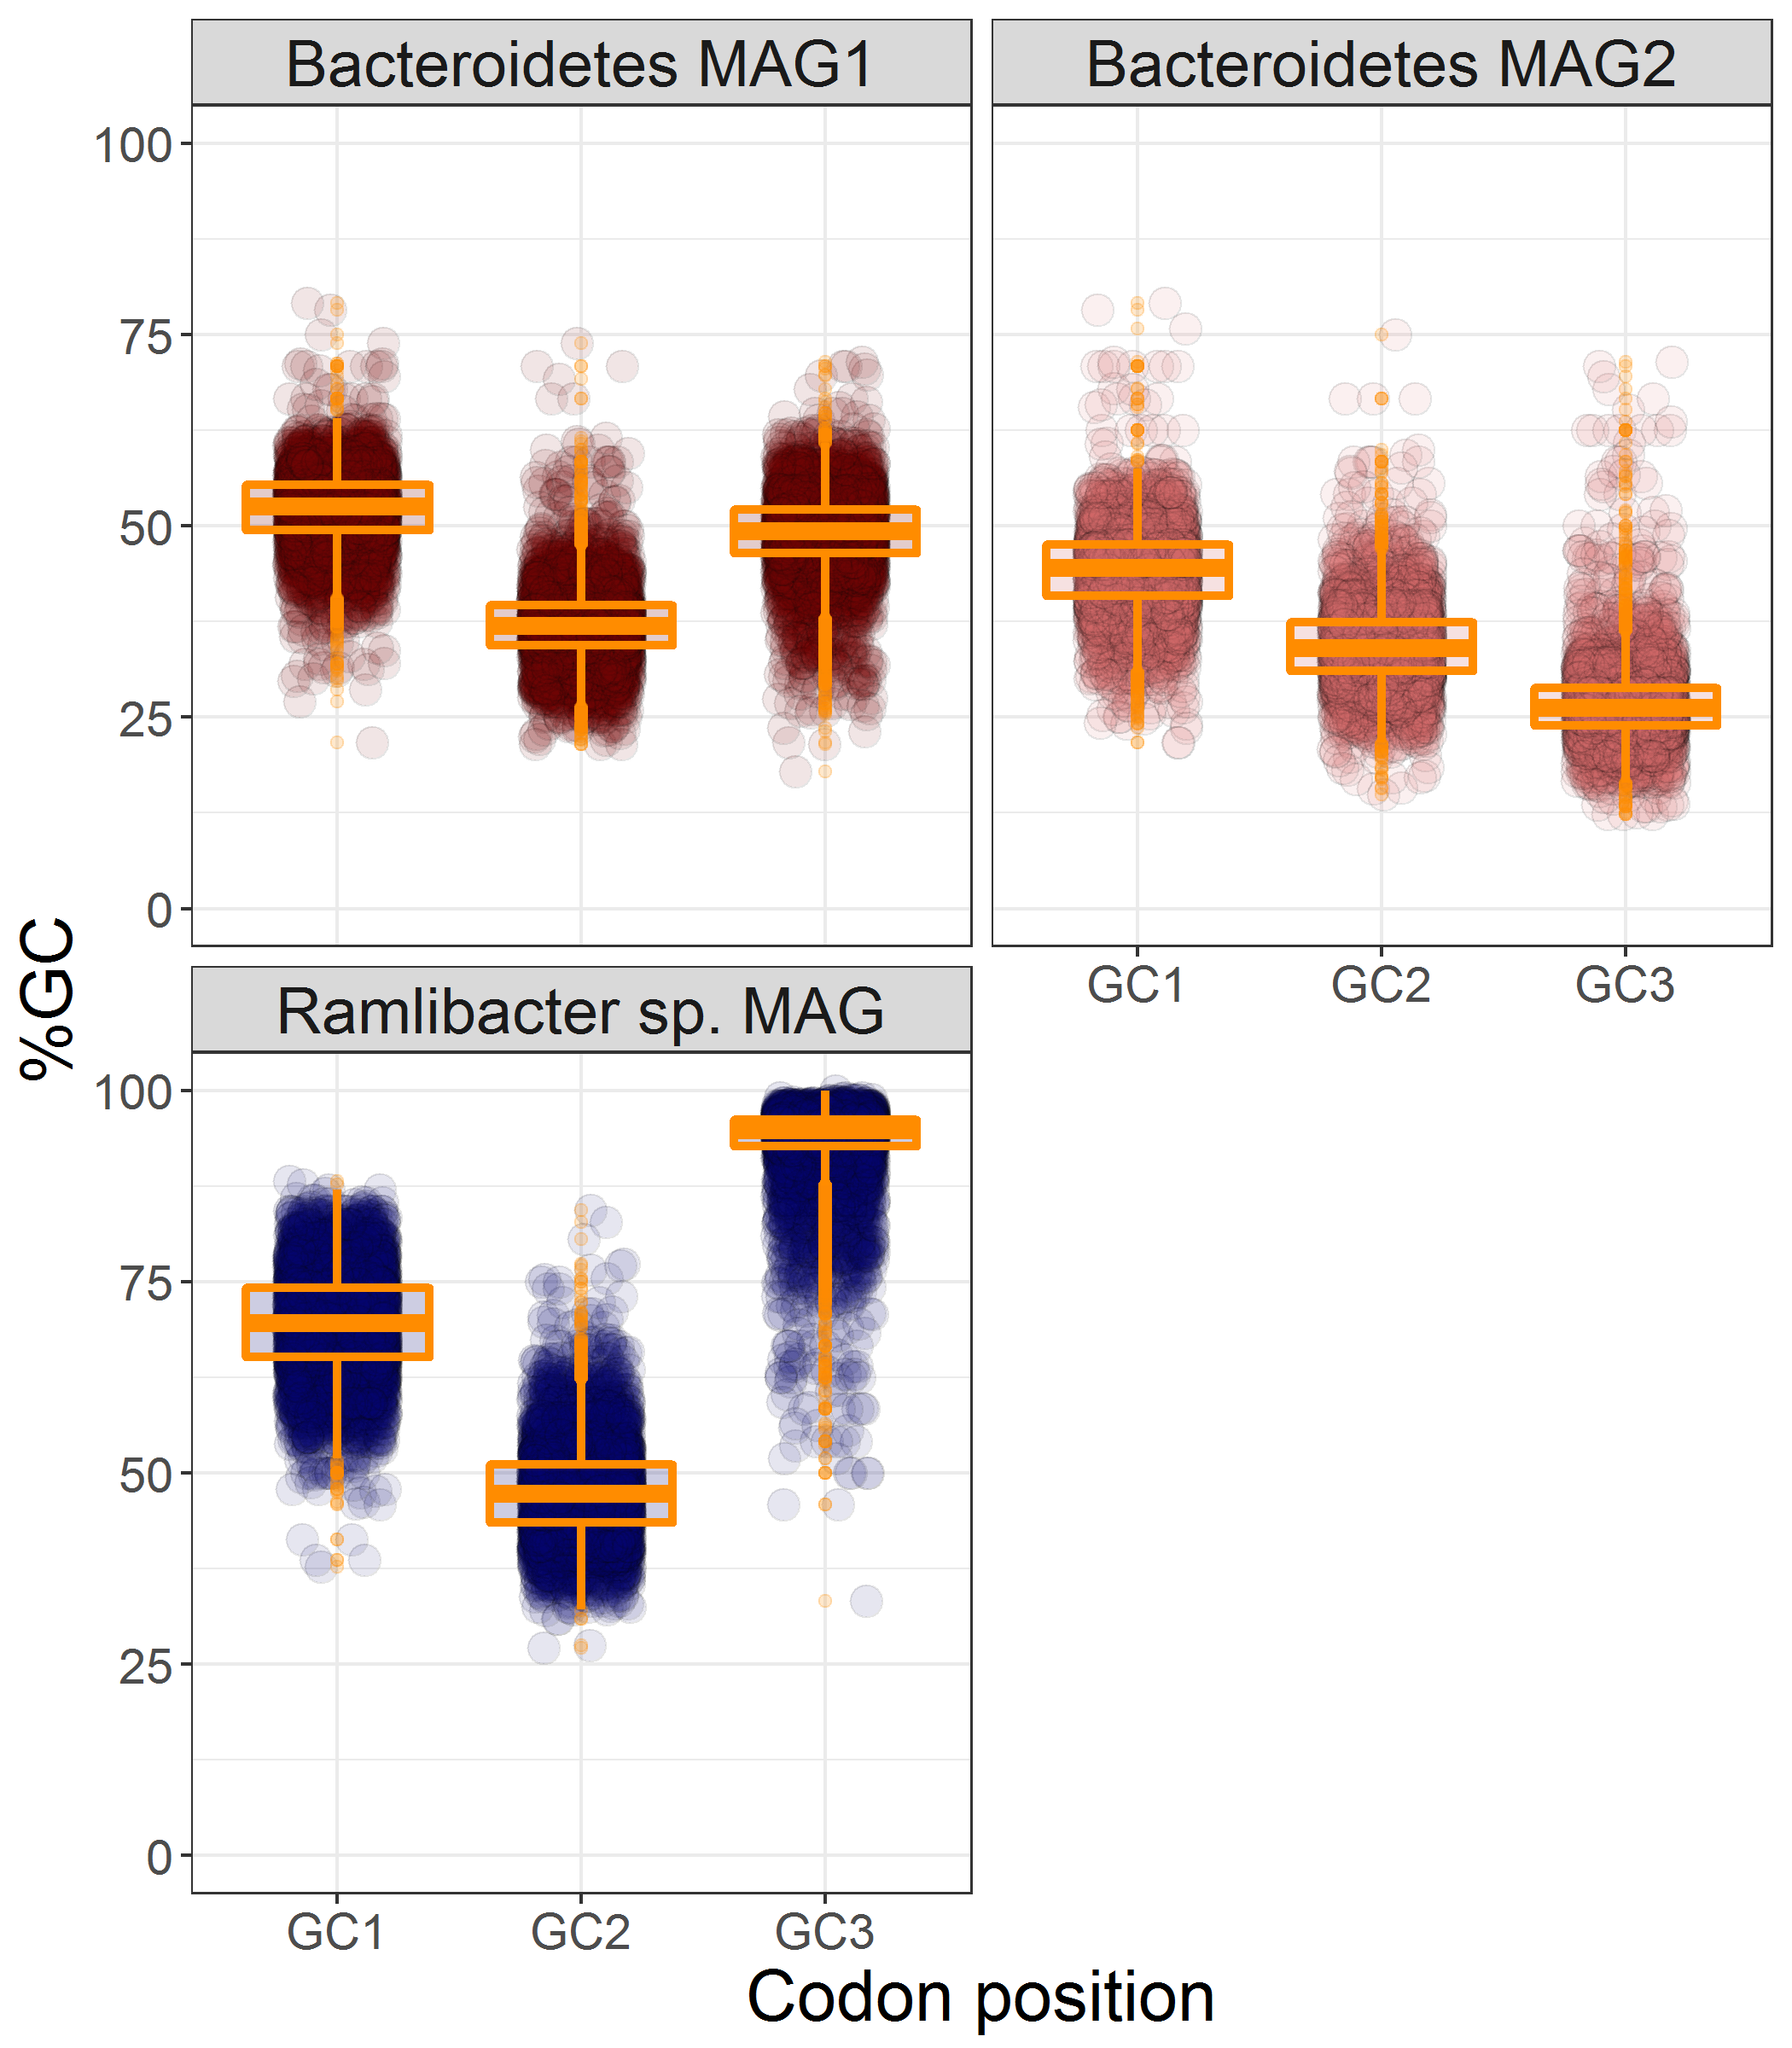 Bacteroidetes MAG1
Bacteroidetes MAG2
100
75
50
25
0
GC1 GC2 GC3
%GC
Ramlibacter sp. MAG
100
75
50
25
0
GC1 GC2 GC3
Codon position